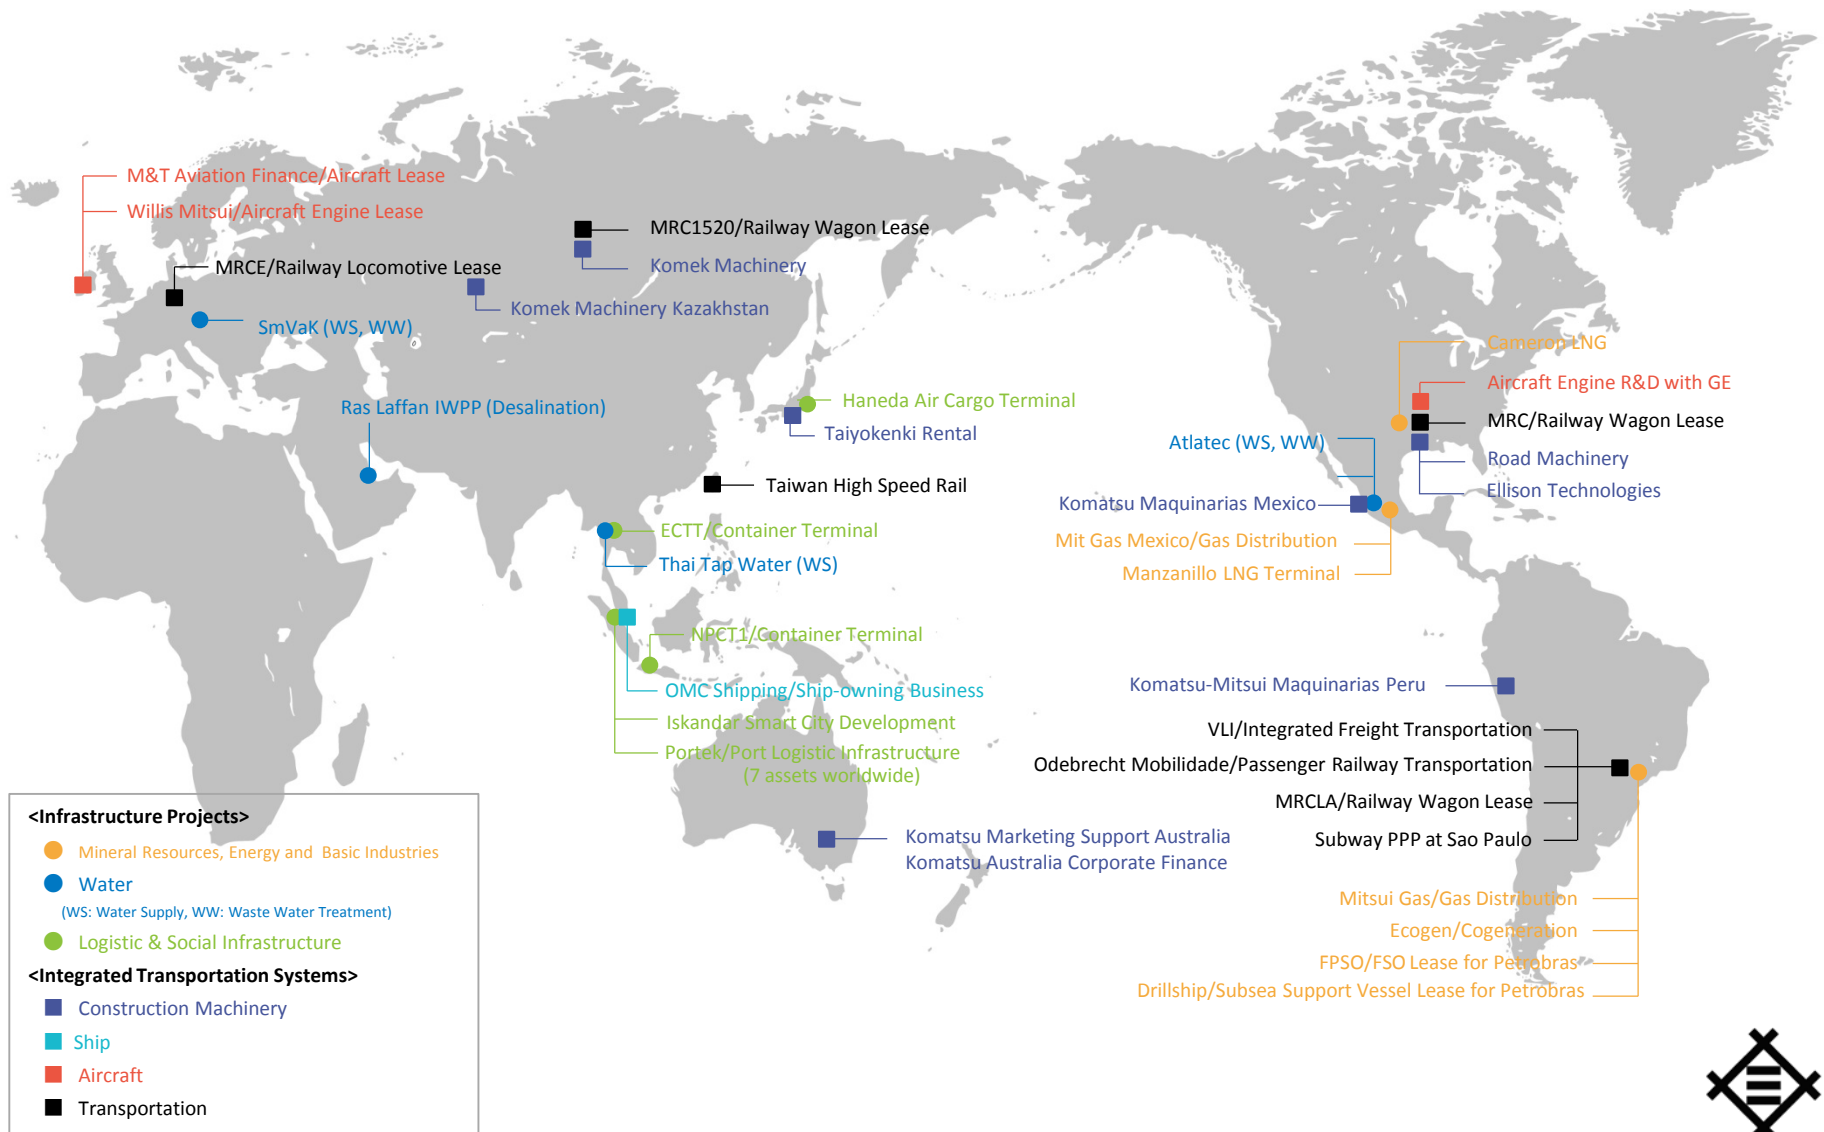 M&T Aviation Finance/Aircraft Lease
Willis Mitsui/Aircraft Engine Lease
MRCE/Railway Locomotive Lease
SmVaK (WS, WW)
MRC1520/Railway Wagon Lease
Komek Machinery
Komek Machinery Kazakhstan
Ras Laffan IWPP (Desalination)
Haneda Air Cargo Terminal
Taiyokenki Rental
Taiwan High Speed Rail
ECTT/Container Terminal
Thai Tap Water (WS)
NPCT1/Container Terminal
OMC Shipping/Ship-owning Business
Iskandar Smart City Development
Portek/Port Logistic Infrastructure
(7 assets worldwide)
Komatsu Marketing Support Australia
Komatsu Australia Corporate Finance
Cameron LNG
Aircraft Engine R&D with GE
MRC/Railway Wagon Lease
Road Machinery
Ellison Technologies
Atlatec (WS, WW)
Komatsu Maquinarias Mexico
Mit Gas Mexico/Gas Distribution
Manzanillo LNG Terminal
Komatsu-Mitsui Maquinarias Peru
VLI/Integrated Freight Transportation
Odebrecht Mobilidade/Passenger Railway Transportation
MRCLA/Railway Wagon Lease
Subway PPP at Sao Paulo
Mitsui Gas/Gas Distribution
Ecogen/Cogeneration
FPSO/FSO Lease for Petrobras
Drillship/Subsea Support Vessel Lease for Petrobras
<Infrastructure Projects>
Mineral Resources, Energy and Basic Industries
Water
(WS: Water Supply, WW: Waste Water Treatment)
Logistic & Social Infrastructure
<Integrated Transportation Systems>
Construction Machinery
Ship
Aircraft
Transportation